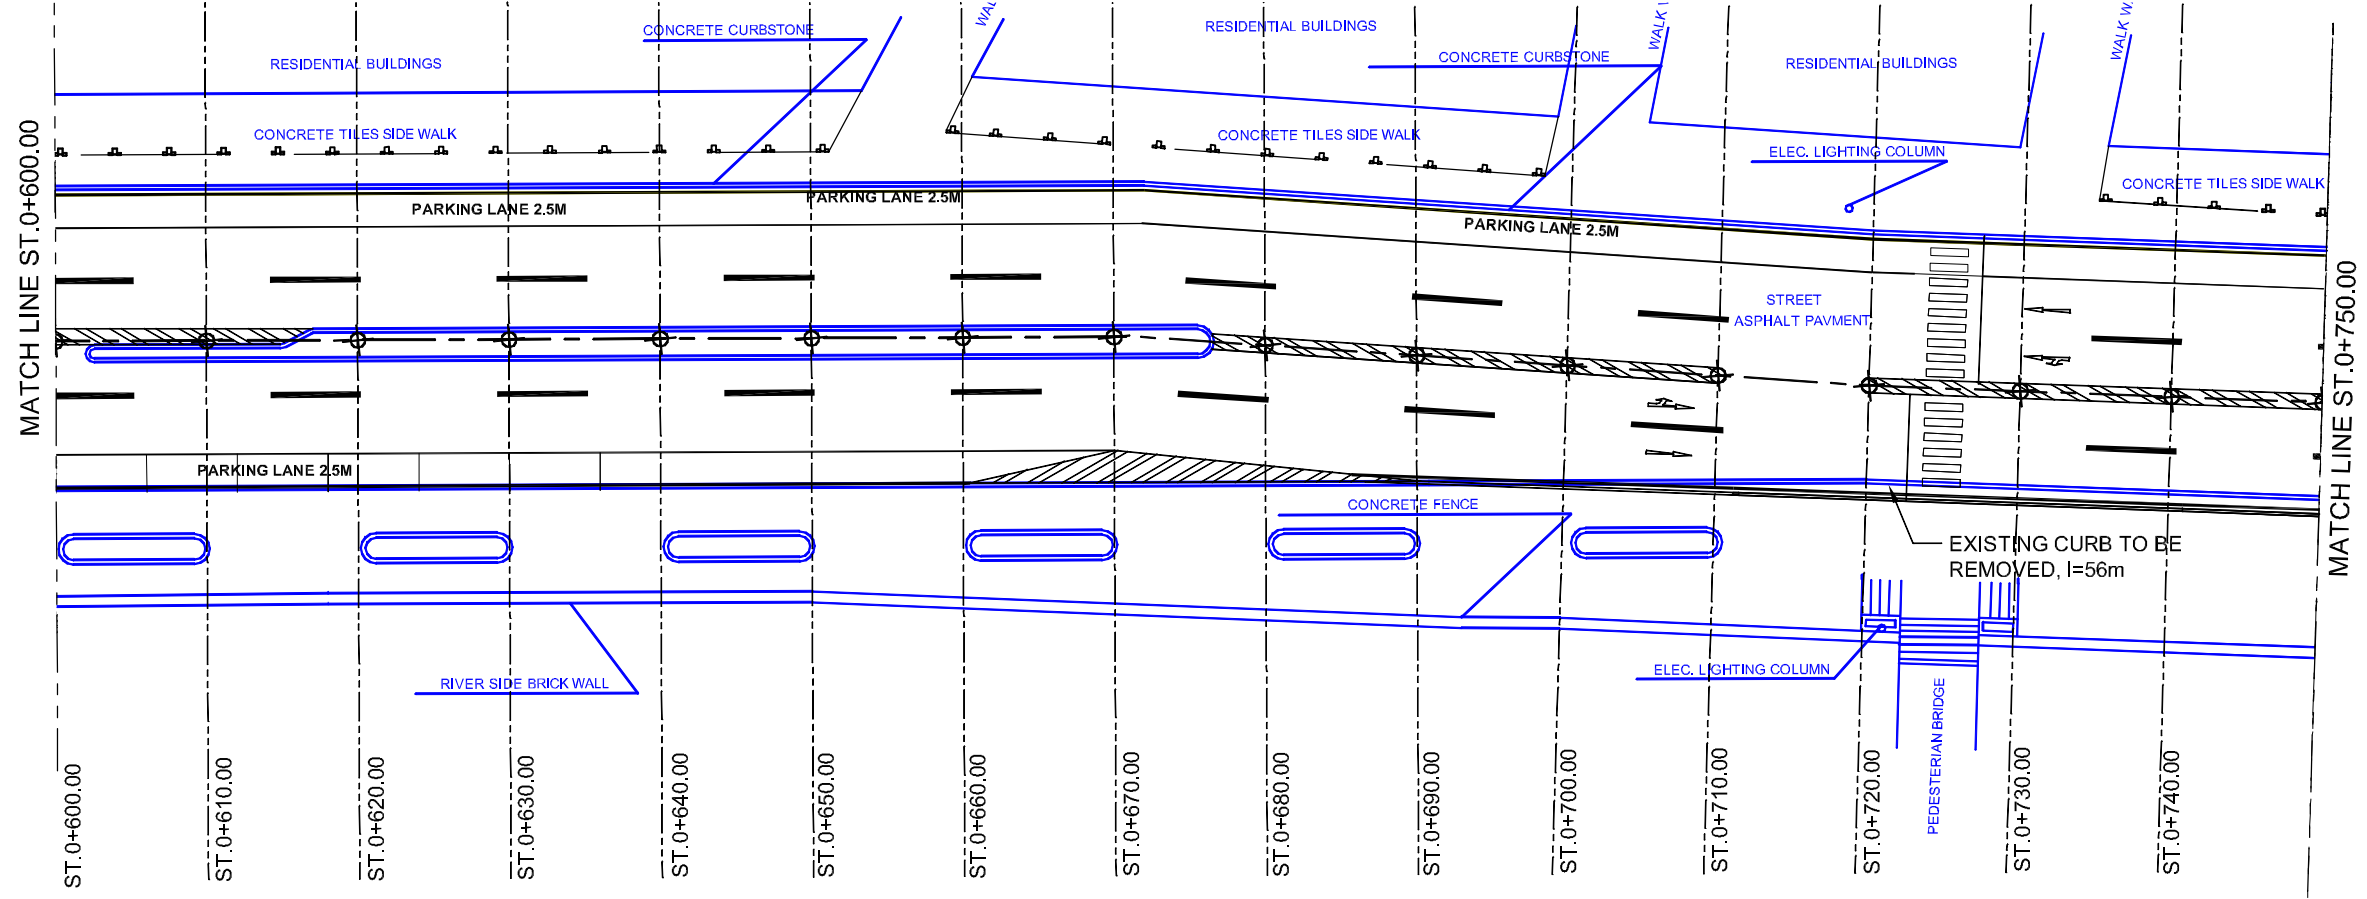 CONCRETE CURBSTONE
RESIDENTIAL BUILDINGS
RESIDENTIAL BUILDINGS
CONCRETE CURBSTONE
WALK
RESIDENTIAL BUILDINGS
WALK
CONCRETE TILES SIDE WALK
CONCRETE TILES SIDE WALK
ELEC. LIGHTING COLUMN
CONCRETE TILES SIDE WALK
MATCH LINE ST.0+600.00
PARKING LANE 2.5M
PARKING LANE 2.5M
PARKING LANE 2.5M
STREET
ASPHALT PAVMENT
MATCH LINE ST.0+750.00
PARKING LANE 2.5M
CONCRETE FENCE
EXISTING CURB TO BE
REMOVED, l=56m
RIVER SIDE BRICK WALL
ELEC. LIGHTING COLUMN
PEDESTERIAN BRIDGE
ST.0+600.00
ST.0+610.00
ST.0+620.00
ST.0+630.00
ST.0+640.00
ST.0+650.00
ST.0+660.00
ST.0+670.00
ST.0+680.00
ST.0+690.00
ST.0+700.00
ST.0+710.00
ST.0+720.00
ST.0+730.00
ST.0+740.00